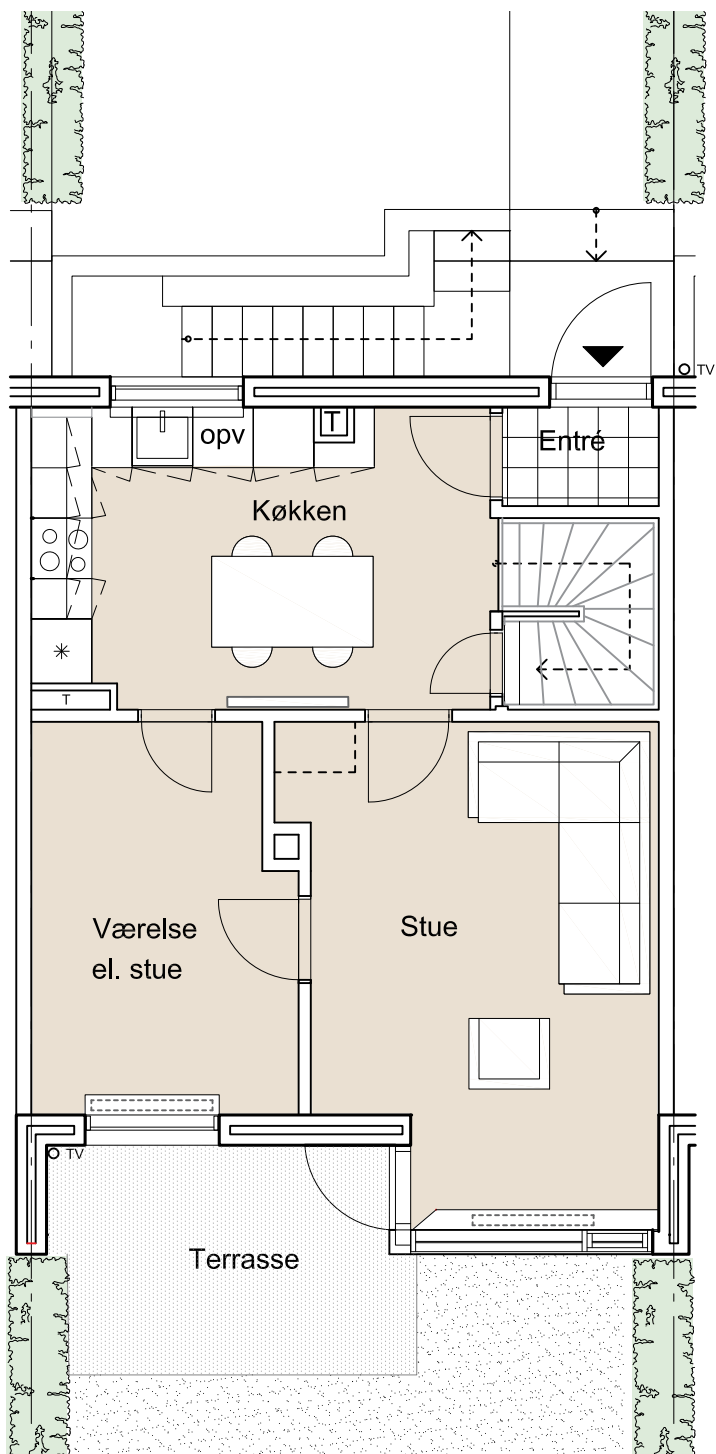 TV
opv
T
Entré
Køkken
T
Værelse
el. stue
Stue
TV
Terrasse